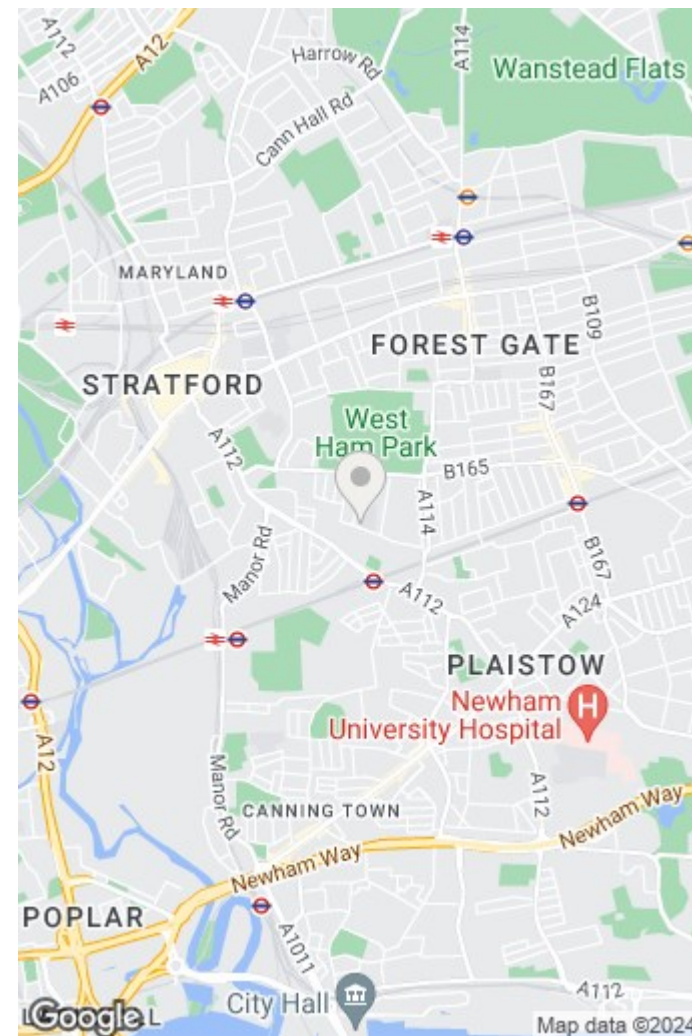 A112
A12
A106
Harrow Rd
A114
Wanstead Flats
Cann Hall Rd
MARYLAND
B109
FOREST GATE
STRATFORD
B167
West
Ham Park
A112
B165
A114
Manor Rd
B167
A112
A124
PLAISTOW
Newham
University Hospital
H
A12
Manor Rd
A112
CANNING TOWN
Newham Way
Newham Way
POPLAR
A1011
A112
City Hall
Google
Map data ©2024